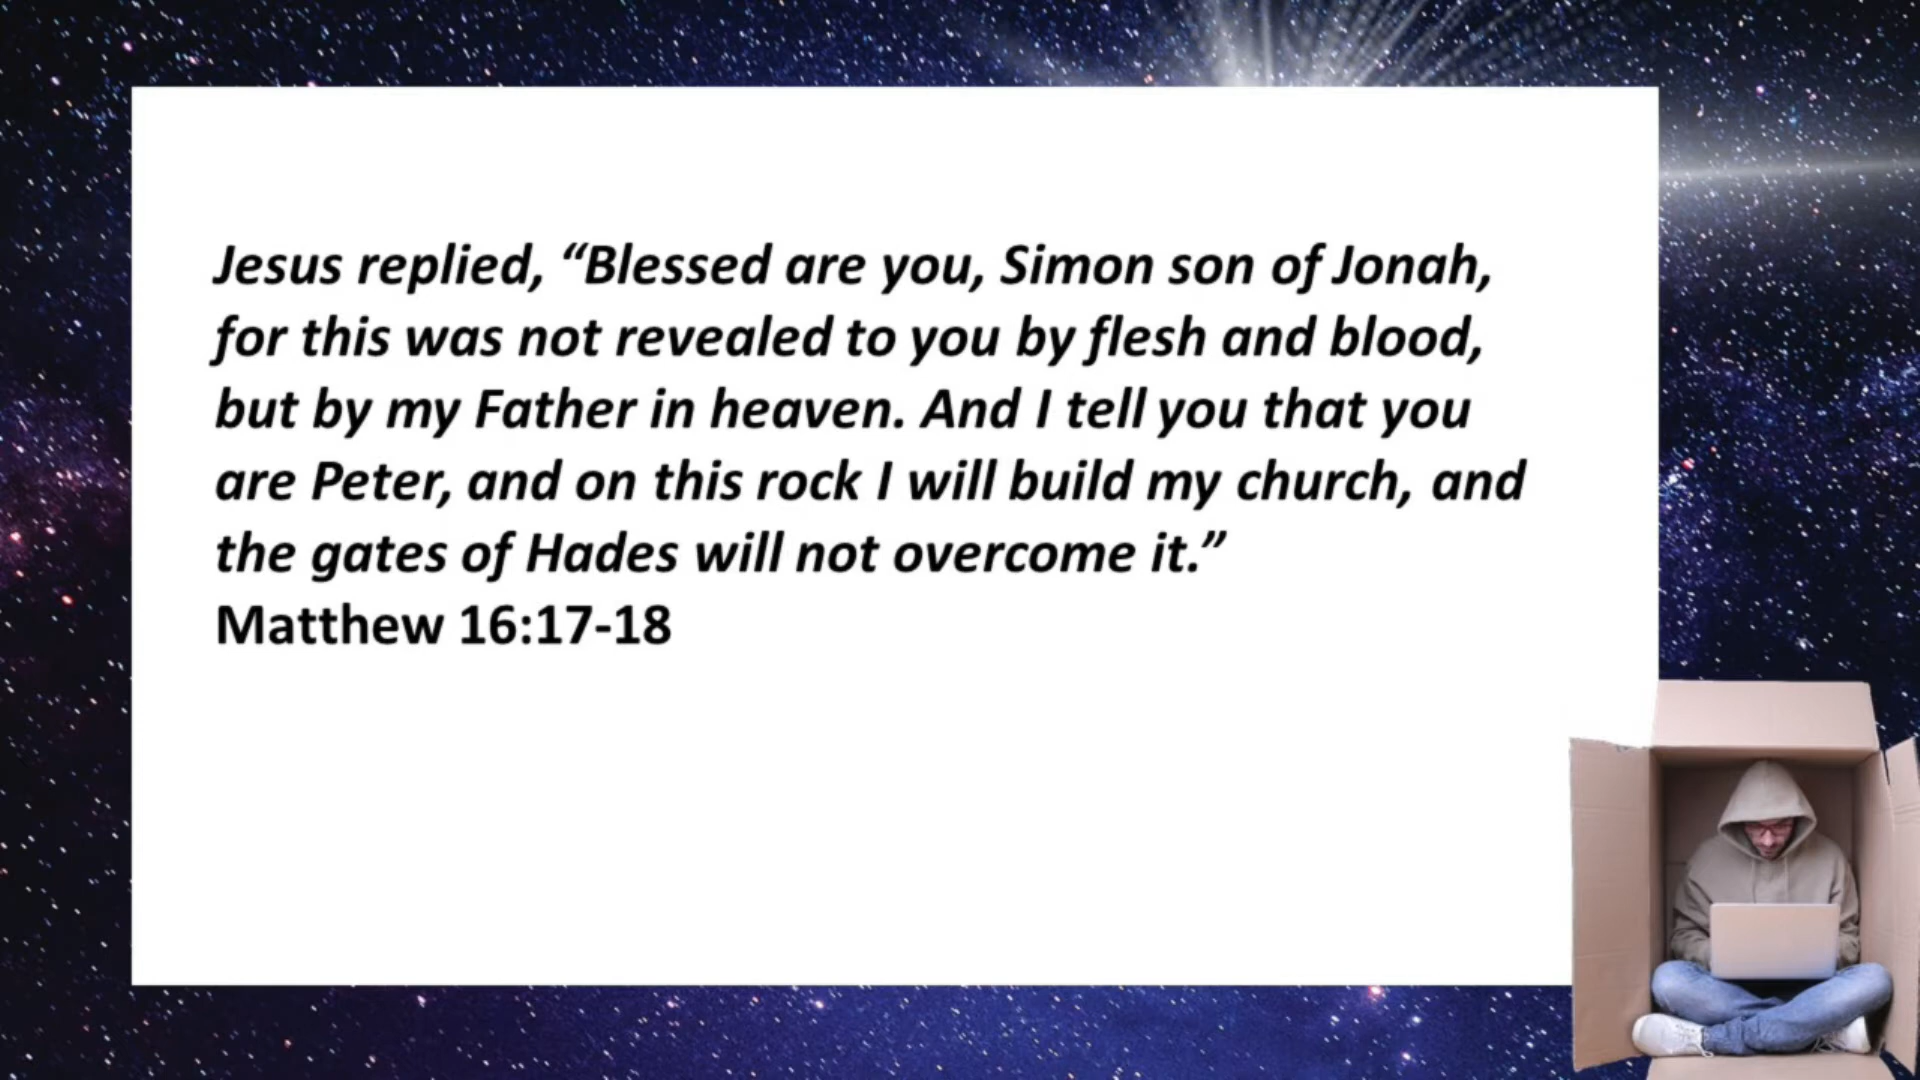 Jesus replied, “Blessed are you, Simon son of Jonah,
for this was not revealed to you by flesh and blood,
but by my Father in heaven. And I tell you that you
are Peter, and on this rock I will build my church, and
the gates of Hades will not overcome it.”
Matthew 16:17-18